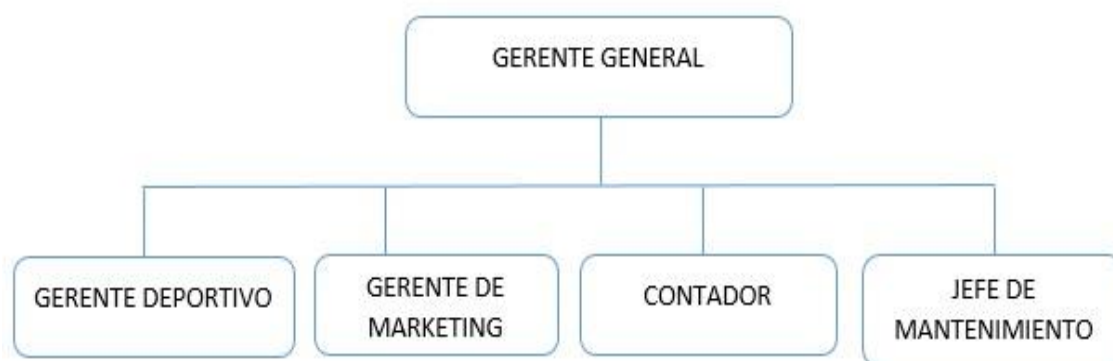 GERENTE GENERAL
GERENTE DEPORTIVO
GERENTE DE
MARKETING
CONTADOR
JEFE DE
MANTENIMIENTO